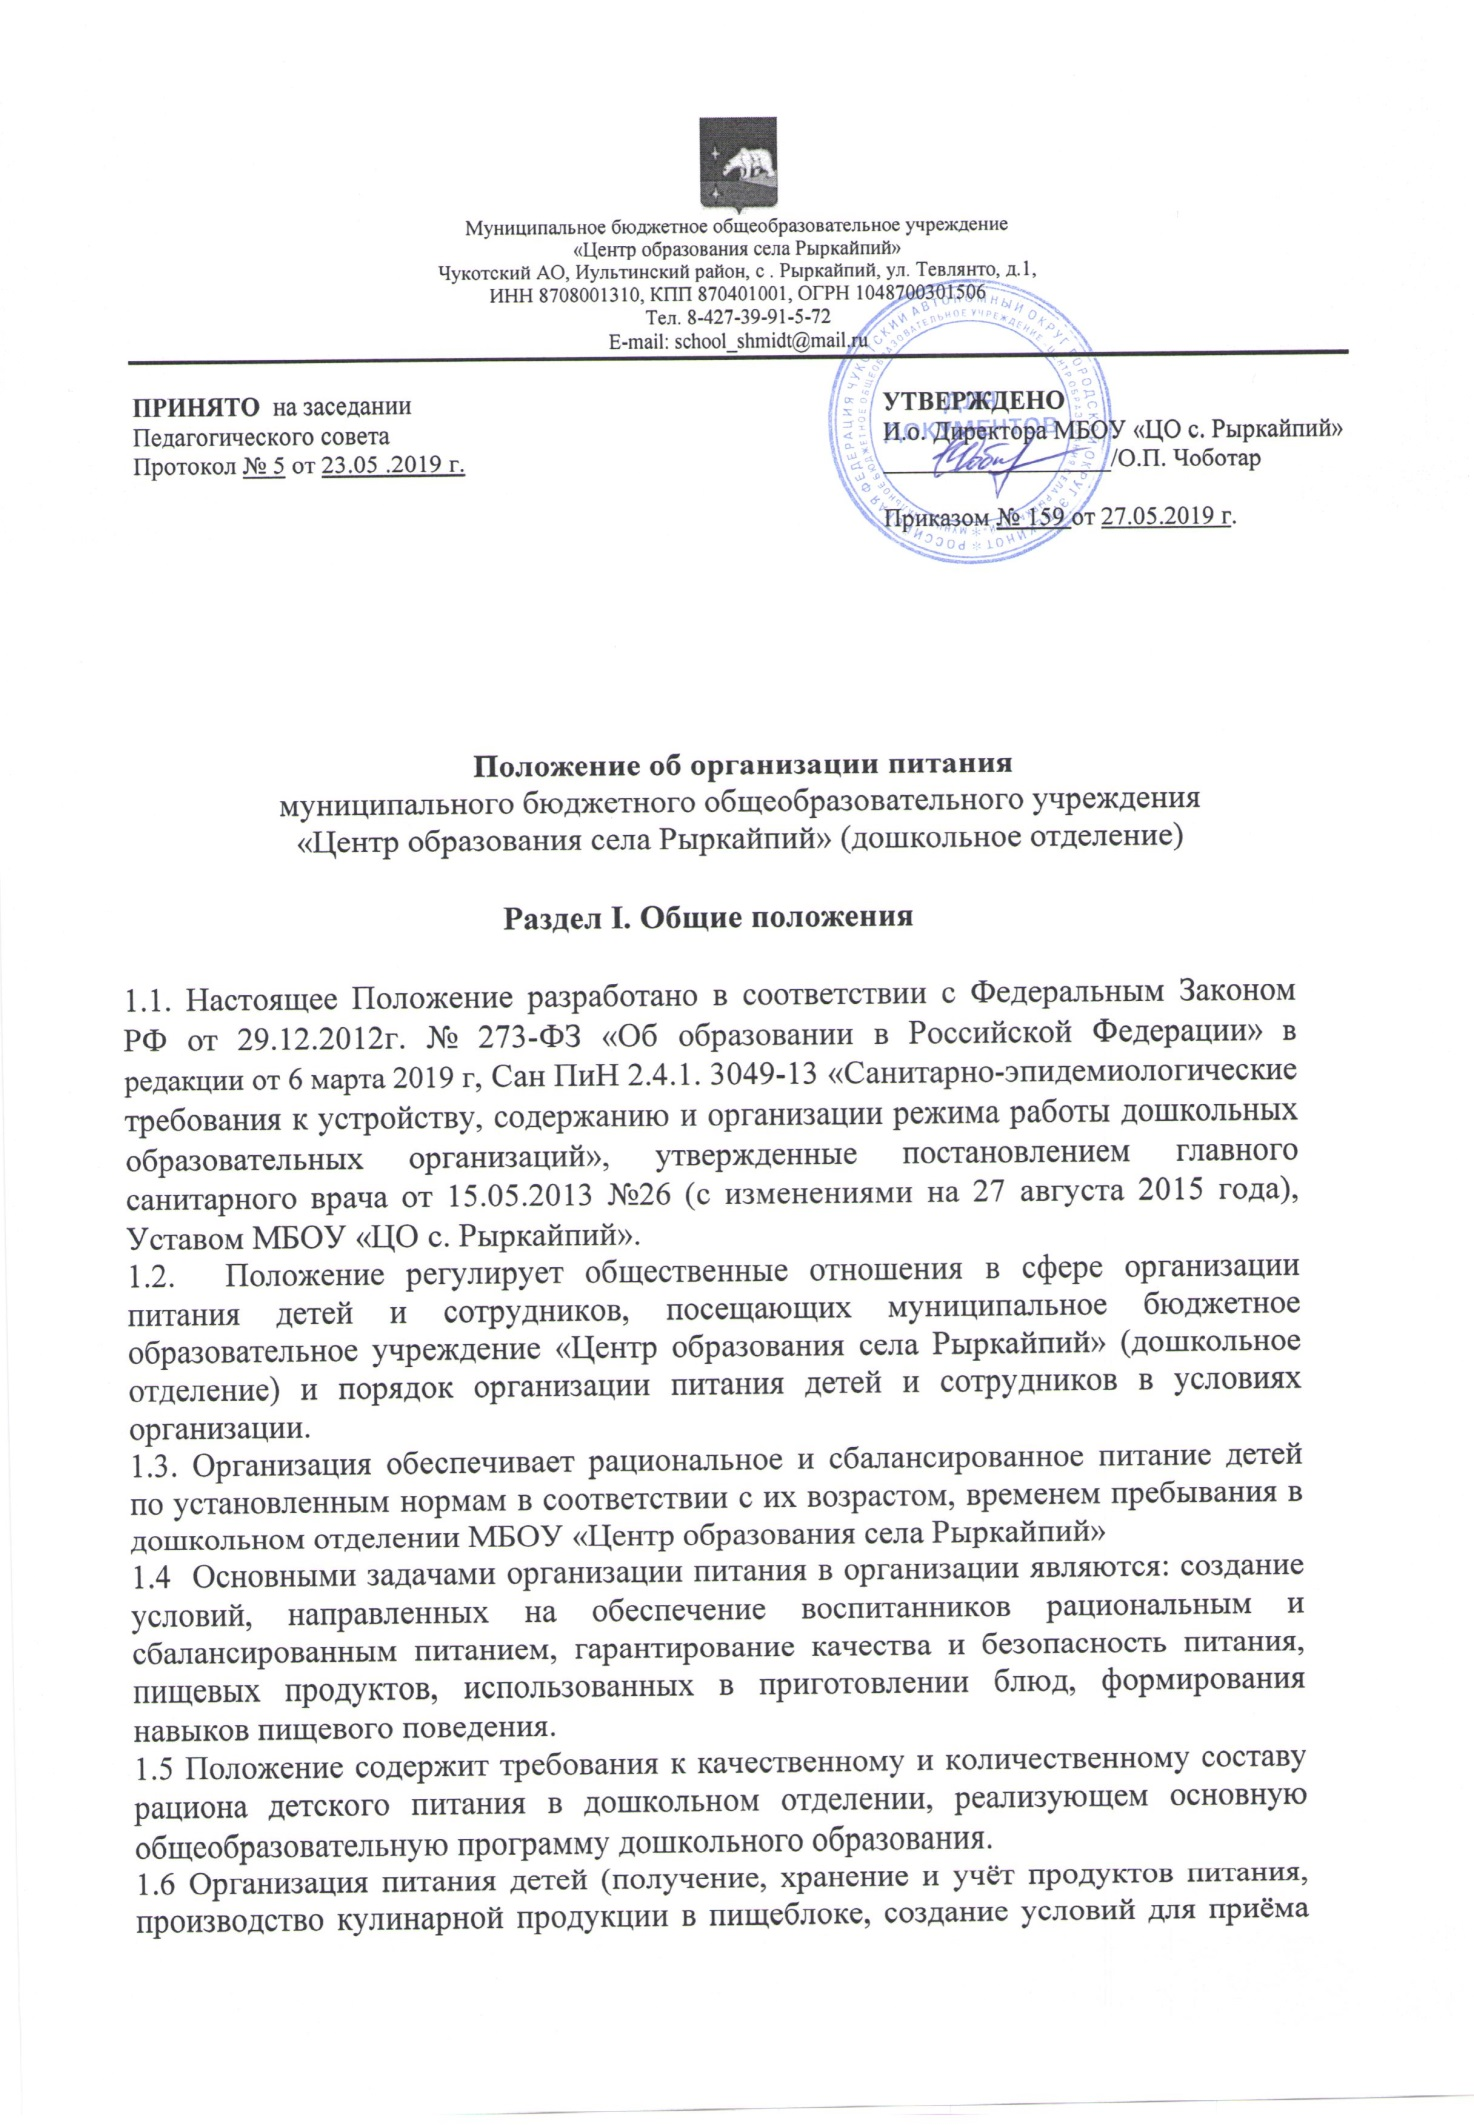 Муниципальное бюджетное общеобразовательное учреждение
«Центр образования села Рыркайпий»
Чукотский АО, Иультинский район, с . Рыркайпий, ул. Тевлянто, д.1,
ИНН 8708001310, КПП 870401001, ОГРН 1048700301506
Тел. 8-427-39-91-5-72
E-mail: school_shmidt@mail.ru
ПРИНЯТО на заседании
Педагогического совета
Протокол № 5 от 23.05 .2019 г.
УТВЕРЖДЕНО
И.о. Директора МБОУ «ЦО с. Рыркайпий»
/О.П. Чоботар
Приказом № 159 от 27.05.2019 г.
ДЛЯ
ДОКУМЕНТОВ
РОССИЙСКАЯ ФЕДЕРАЦИЯ ЧУКОТСКИЙ АВТОНОМНЫЙ ОКРУГ ГОРОДСКОЙ ОКРУГ ЭГВЕКИНОТ
Положение об организации питания
муниципального бюджетного общеобразовательного учреждения
«Центр образования села Рыркайпий» (дошкольное отделение)
Раздел I. Общие положения
1.1. Настоящее Положение разработано в соответствии с Федеральным Законом
РФ от 29.12.2012г. № 273-ФЗ «Об образовании в Российской Федерации» в
редакции от 6 марта 2019 г, Сан ПиН 2.4.1. 3049-13 «Санитарно-эпидемиологические
требования к устройству, содержанию и организации режима работы дошкольных
образовательных организаций», утвержденные постановлением главного
санитарного врача от 15.05.2013 №26 (с изменениями на 27 августа 2015 года),
Уставом МБОУ «ЦО с. Рыркайпий».
1.2. Положение регулирует общественные отношения в сфере организации
питания детей и сотрудников, посещающих муниципальное бюджетное
образовательное учреждение «Центр образования села Рыркайпий» (дошкольное
отделение) и порядок организации питания детей и сотрудников в условиях
организации.
1.3. Организация обеспечивает рациональное и сбалансированное питание детей
по установленным нормам в соответствии с их возрастом, временем пребывания в
дошкольном отделении МБОУ «Центр образования села Рыркайпий»
1.4 Основными задачами организации питания в организации являются: создание
условий, направленных на обеспечение воспитанников рациональным и
сбалансированным питанием, гарантирование качества и безопасность питания,
пищевых продуктов, использованных в приготовлении блюд, формирования
навыков пищевого поведения.
1.5 Положение содержит требования к качественному и количественному составу
рациона детского питания в дошкольном отделении, реализующем основную
общеобразовательную программу дошкольного образования.
1.6 Организация питания детей (получение, хранение и учёт продуктов питания,
производство кулинарной продукции в пищеблоке, создание условий для приёма